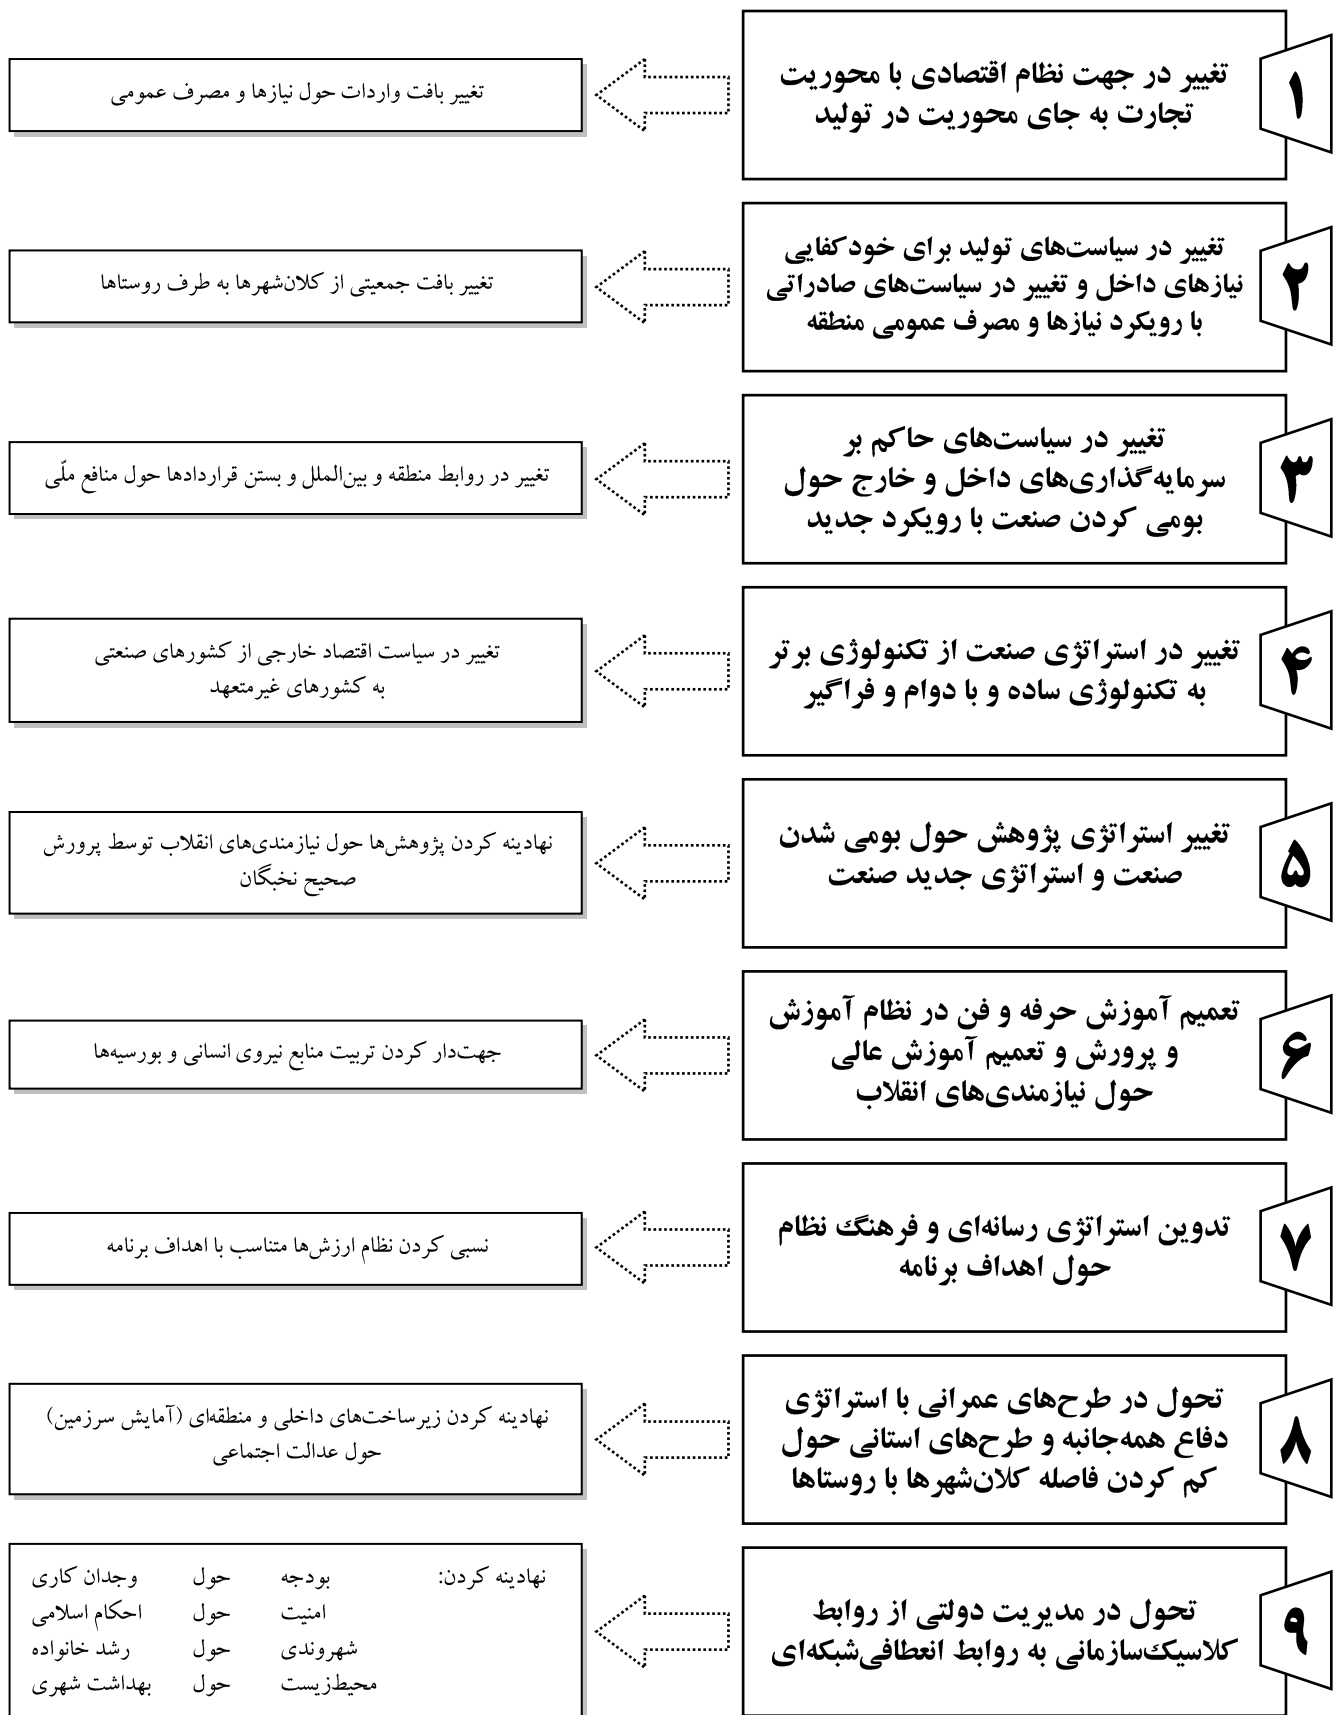 ۱
تغییر در جهت نظام اقتصادی با محوریت
تجارت به جای محوریت در تولید
تغییر بافت واردات حول نیازها و مصرف عمومی
۲
تغییر در سیاست‌های تولید برای خودکفایی
نیازهای داخل و تغییر در سیاست‌های صادراتی
با رویکرد نیازها و مصرف عمومی منطقه
تغییر بافت جمعیتی از کلان‌شهرها به طرف روستاها
۳
تغییر در سیاست‌های حاکم بر
سرمایه‌گذاری‌های داخل و خارج حول
بومی کردن صنعت با رویکرد جدید
تغییر در روابط منطقه و بین‌الملل و بستن قراردادها حول منافع ملّی
۴
تغییر در استراتژی صنعت از تکنولوژی برتر
به تکنولوژی ساده و با دوام و فراگیر
تغییر در سیاست اقتصاد خارجی از کشورهای صنعتی
به کشورهای غیرمتعهد
۵
تغییر استراتژی پژوهش حول بومی شدن
صنعت و استراتژی جدید صنعت
نهادینه کردن پژوهش‌ها حول نیازمندی‌های انقلاب توسط پرورش
صحیح نخبگان
۶
تعمیم آموزش حرفه و فن در نظام آموزش
و پرورش و تعمیم آموزش عالی
حول نیازمندی‌های انقلاب
جهت‌دار کردن تربیت منابع نیروی انسانی و بورسیه‌ها
۷
تدوین استراتژی رسانه‌ای و فرهنگ نظام
حول اهداف برنامه
نسبی کردن نظام ارزش‌ها متناسب با اهداف برنامه
۸
تحول در طرح‌های عمرانی با استراتژی
دفاع همه‌جانبه و طرح‌های استانی حول
کم کردن فاصله کلان‌شهرها با روستاها
نهادینه کردن زیرساخت‌های داخلی و منطقه‌ای (آمایش سرزمین)
حول عدالت اجتماعی
۹
تحول در مدیریت دولتی از روابط
کلاسیک‌سازمانی به روابط انعطافی‌شبکه‌ای
نهادینه کردن: بودجه حول وجدان کاری
امنیت حول احکام اسلامی
شهروندی حول رشد خانواده
محیط‌زیست حول بهداشت شهری